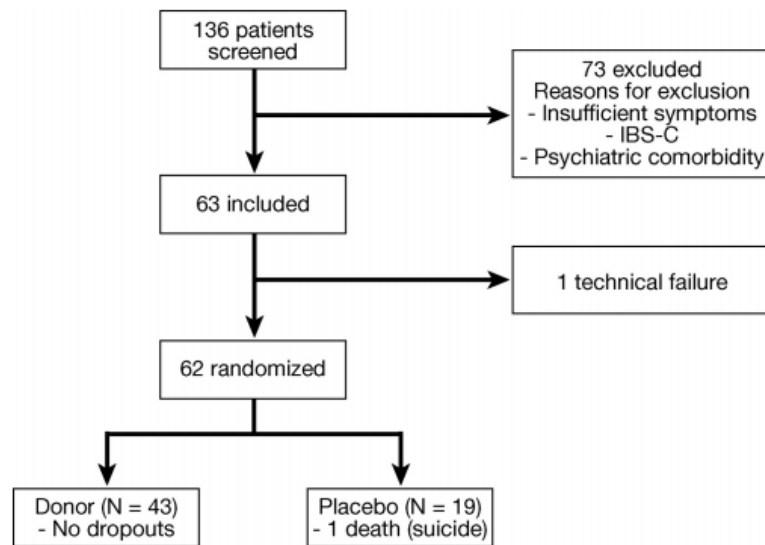 136 patients
screened
73 excluded
Reasons for exclusion
- Insufficient symptoms
- IBS-C
- Psychiatric comorbidity
63 included
1 technical failure
62 randomized
Donor (N = 43)
- No dropouts
Placebo (N = 19)
- 1 death (suicide)